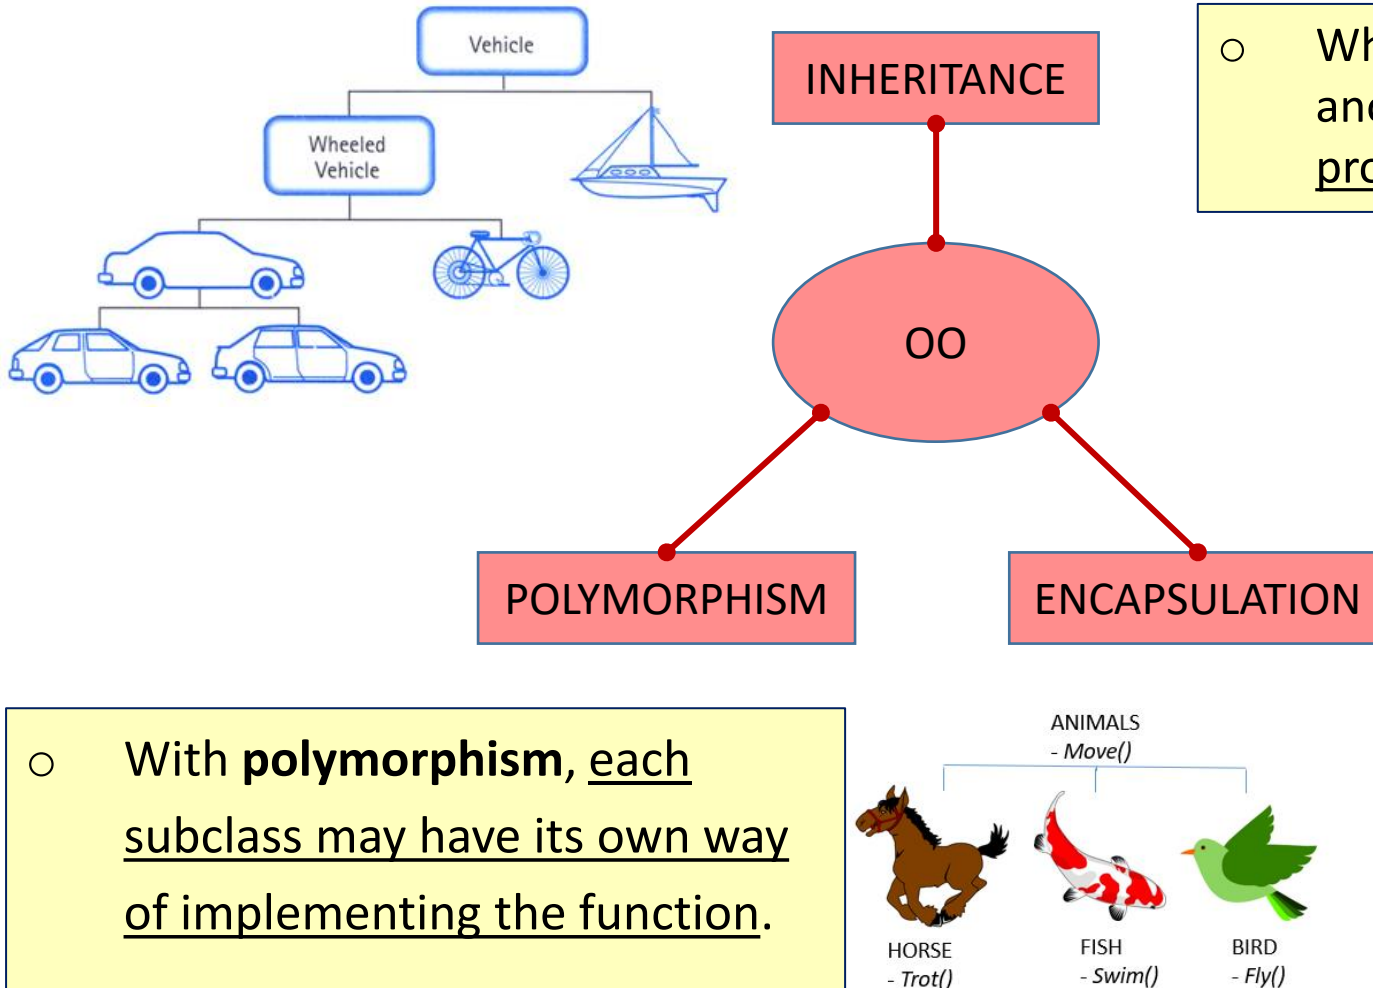 Vehicle
Wheeled
Vehicle
INHERITANCE
OO
POLYMORPHISM
ENCAPSULATION
o With polymorphism, each
subclass may have its own way
of implementing the function.
ANIMALS
- Move()
HORSE
- Trot()
FISH
- Swim()
BIRD
- Fly()